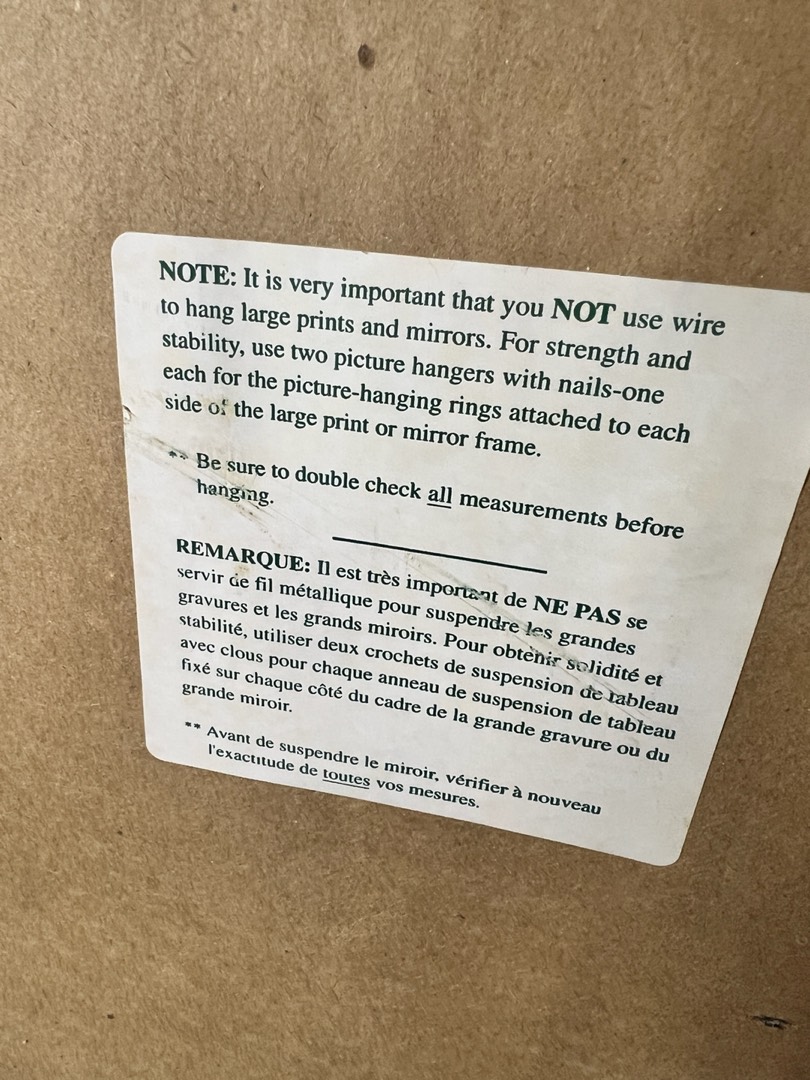 NOTE: It is very important that you NOT use wire
to hang large prints and mirrors. For strength and
stability, use two picture hangers with nails-one
each for the picture-hanging rings attached to each
side of the large print or mirror frame.
** Be sure to double check all measurements before
hanging.
REMARQUE: Il est très important de NE PAS se
servir de fil métallique pour suspendre les grandes
gravures et les grands miroirs. Pour obtenir solidité et
stabilité, utiliser deux crochets de suspension de tableau
avec clous pour chaque anneau de suspension de tableau
fixé sur chaque côté du cadre de la grande gravure ou du
grande miroir.
** Avant de suspendre le miroir, vérifier à nouveau
l'exactitude de toutes vos mesures.